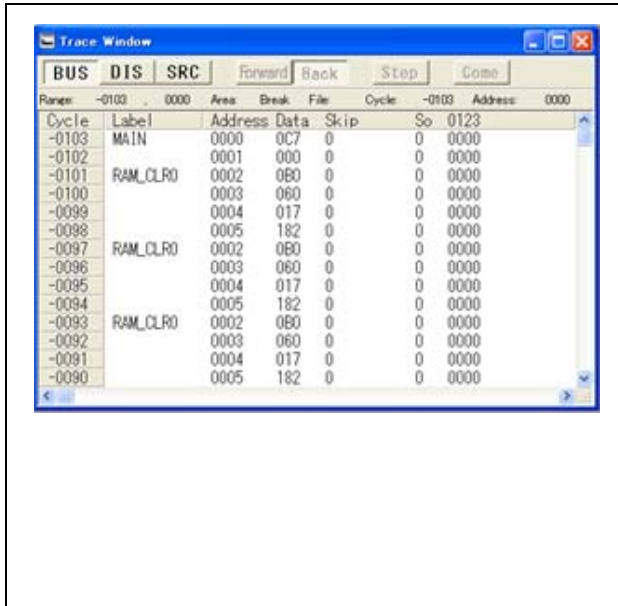 Trace Window
BUS DIS SRC Forward Back Stop Come
Range: -0103 , 0000 Area: Break File: Cycle: -0103 Address: 0000
Cycle Label Address Data Skip So 0123
-0103 MAIN 0000 0C7 0 0 0000
-0102 0001 000 0 0 0000
-0101 RAM_CLR0 0002 0B0 0 0 0000
-0100 0003 060 0 0 0000
-0099 0004 017 0 0 0000
-0098 0005 182 0 0 0000
-0097 RAM_CLR0 0002 0B0 0 0 0000
-0096 0003 060 0 0 0000
-0095 0004 017 0 0 0000
-0094 0005 182 0 0 0000
-0093 RAM_CLR0 0002 0B0 0 0 0000
-0092 0003 060 0 0 0000
-0091 0004 017 0 0 0000
-0090 0005 182 0 0 0000